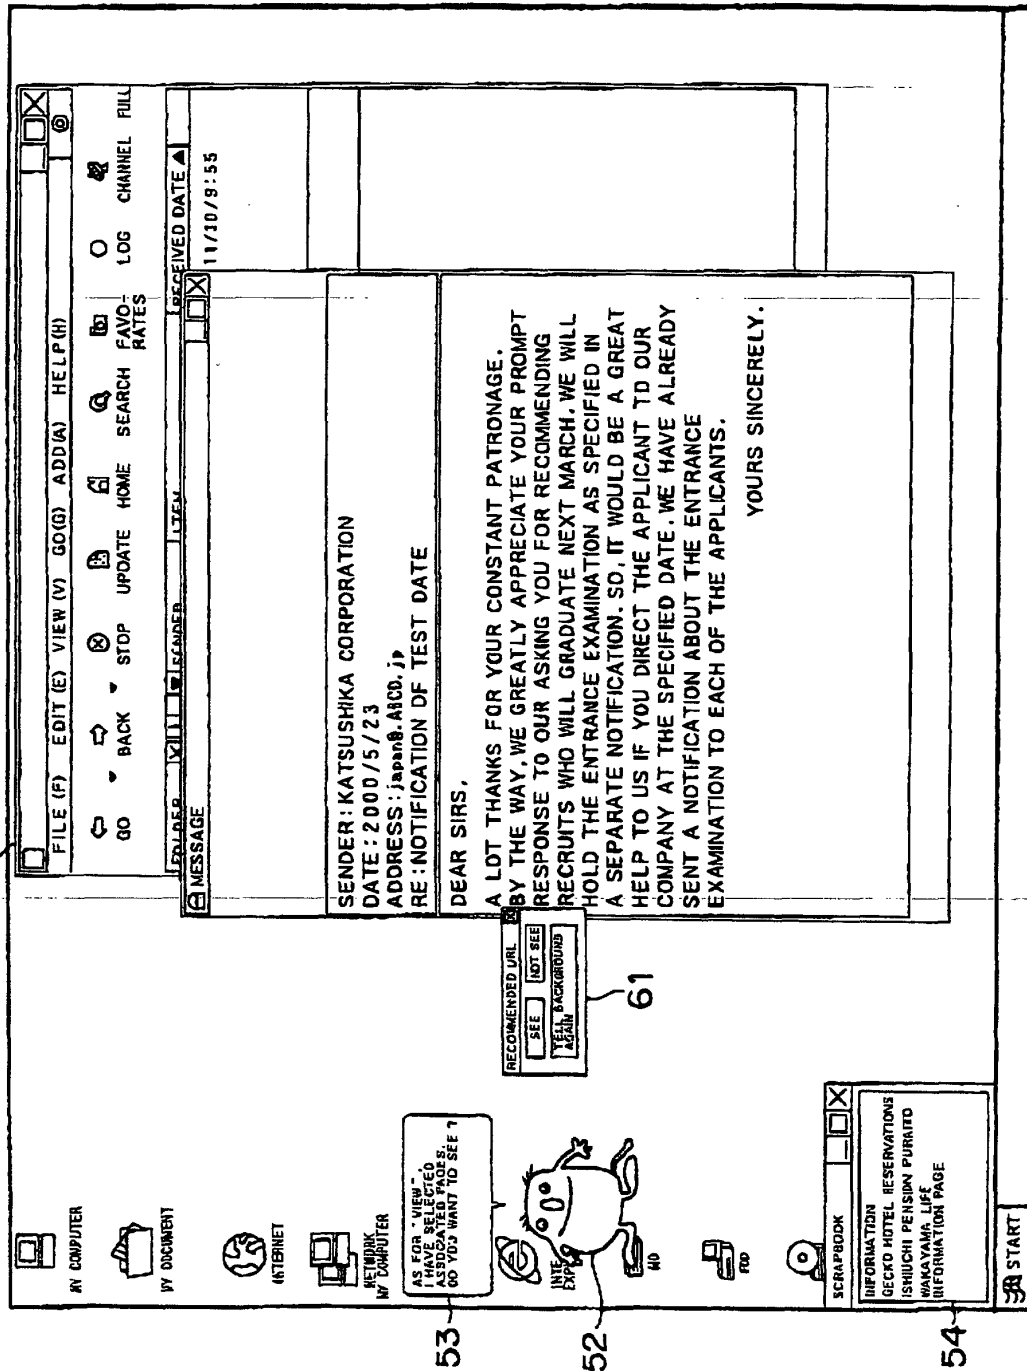 FILE (F) EDIT (E) VIEW (V) GO(G) ADD(A) HELP(H)
GO BACK STOP UPDATE HOME SEARCH FAVO-RATES LOG CHANNEL FULL
FOLDER SENDER ITEM RECEIVED DATE
11/10/9:55
MESSAGE
SENDER:KATSUSHIKA CORPORATION
DATE:2000/5/23
ADDRESS:japan@.ABCD.jp
RE:NOTIFICATION OF TEST DATE
DEAR SIRS,
A LOT THANKS FOR YOUR CONSTANT PATRONAGE.
BY THE WAY, WE GREATLY APPRECIATE YOUR PROMPT
RESPONSE TO OUR ASKING YOU FOR RECOMMENDING
RECRUITS WHO WILL GRADUATE NEXT MARCH. WE WILL
HOLD THE ENTRANCE EXAMINATION AS SPECIFIED IN
A SEPARATE NOTIFICATION. SO, IT WOULD BE A GREAT
HELP TO US IF YOU DIRECT THE APPLICANT TO OUR
COMPANY AT THE SPECIFIED DATE. WE HAVE ALREADY
SENT A NOTIFICATION ABOUT THE ENTRANCE
EXAMINATION TO EACH OF THE APPLICANTS.
YOURS SINCERELY.
RECOMMENDED URL
SEE NOT SEE
TELL BACKGROUND
AGAIN
61
MY COMPUTER
MY DOCUMENT
INTERNET
NETWORK
MY COMPUTER
AS FOR "VIEW",
I HAVE SELECTED
ASSOCIATED PAGES.
DO YOU WANT TO SEE ?
53
INTE
EXPL
52
MO
FDD
SCRAPBOOK
INFORMATION
GECKO HOTEL RESERVATIONS
ISHIUCHI PENSION PURAITO
WAKAYAMA LIFE
INFORMATION PAGE
54
START